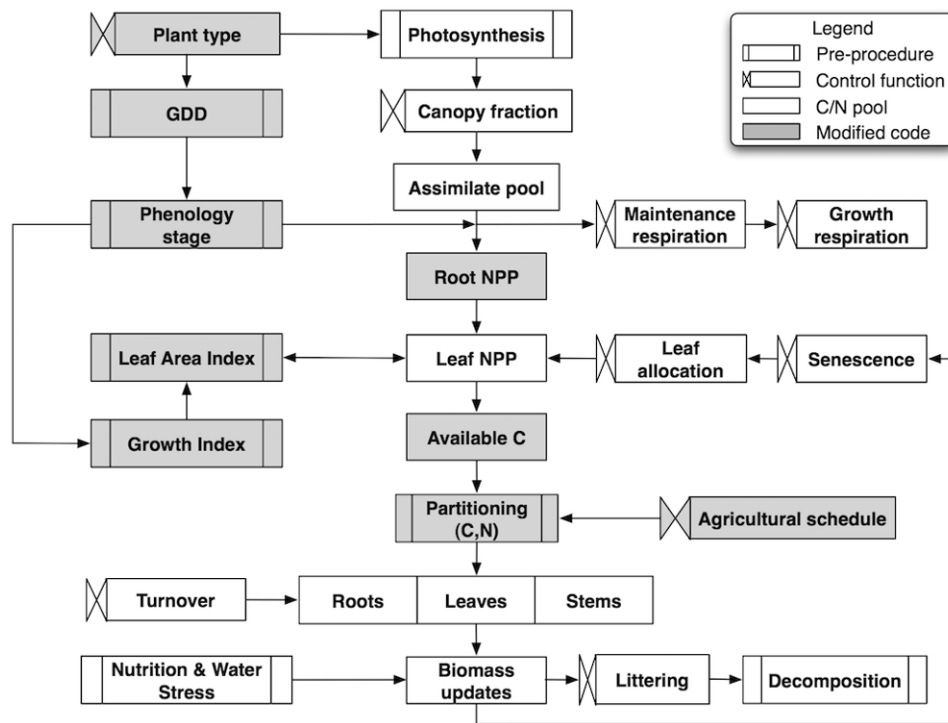 Plant type
Photosynthesis
Legend
Pre-procedure
Control function
C/N pool
Modified code
GDD
Canopy fraction
Assimilate pool
Phenology
stage
Maintenance
respiration
Growth
respiration
Root NPP
Leaf Area Index
Leaf NPP
Leaf
allocation
Senescence
Growth Index
Available C
Partitioning
(C,N)
Agricultural schedule
Turnover
Roots
Leaves
Stems
Nutrition & Water
Stress
Biomass
updates
Littering
Decomposition